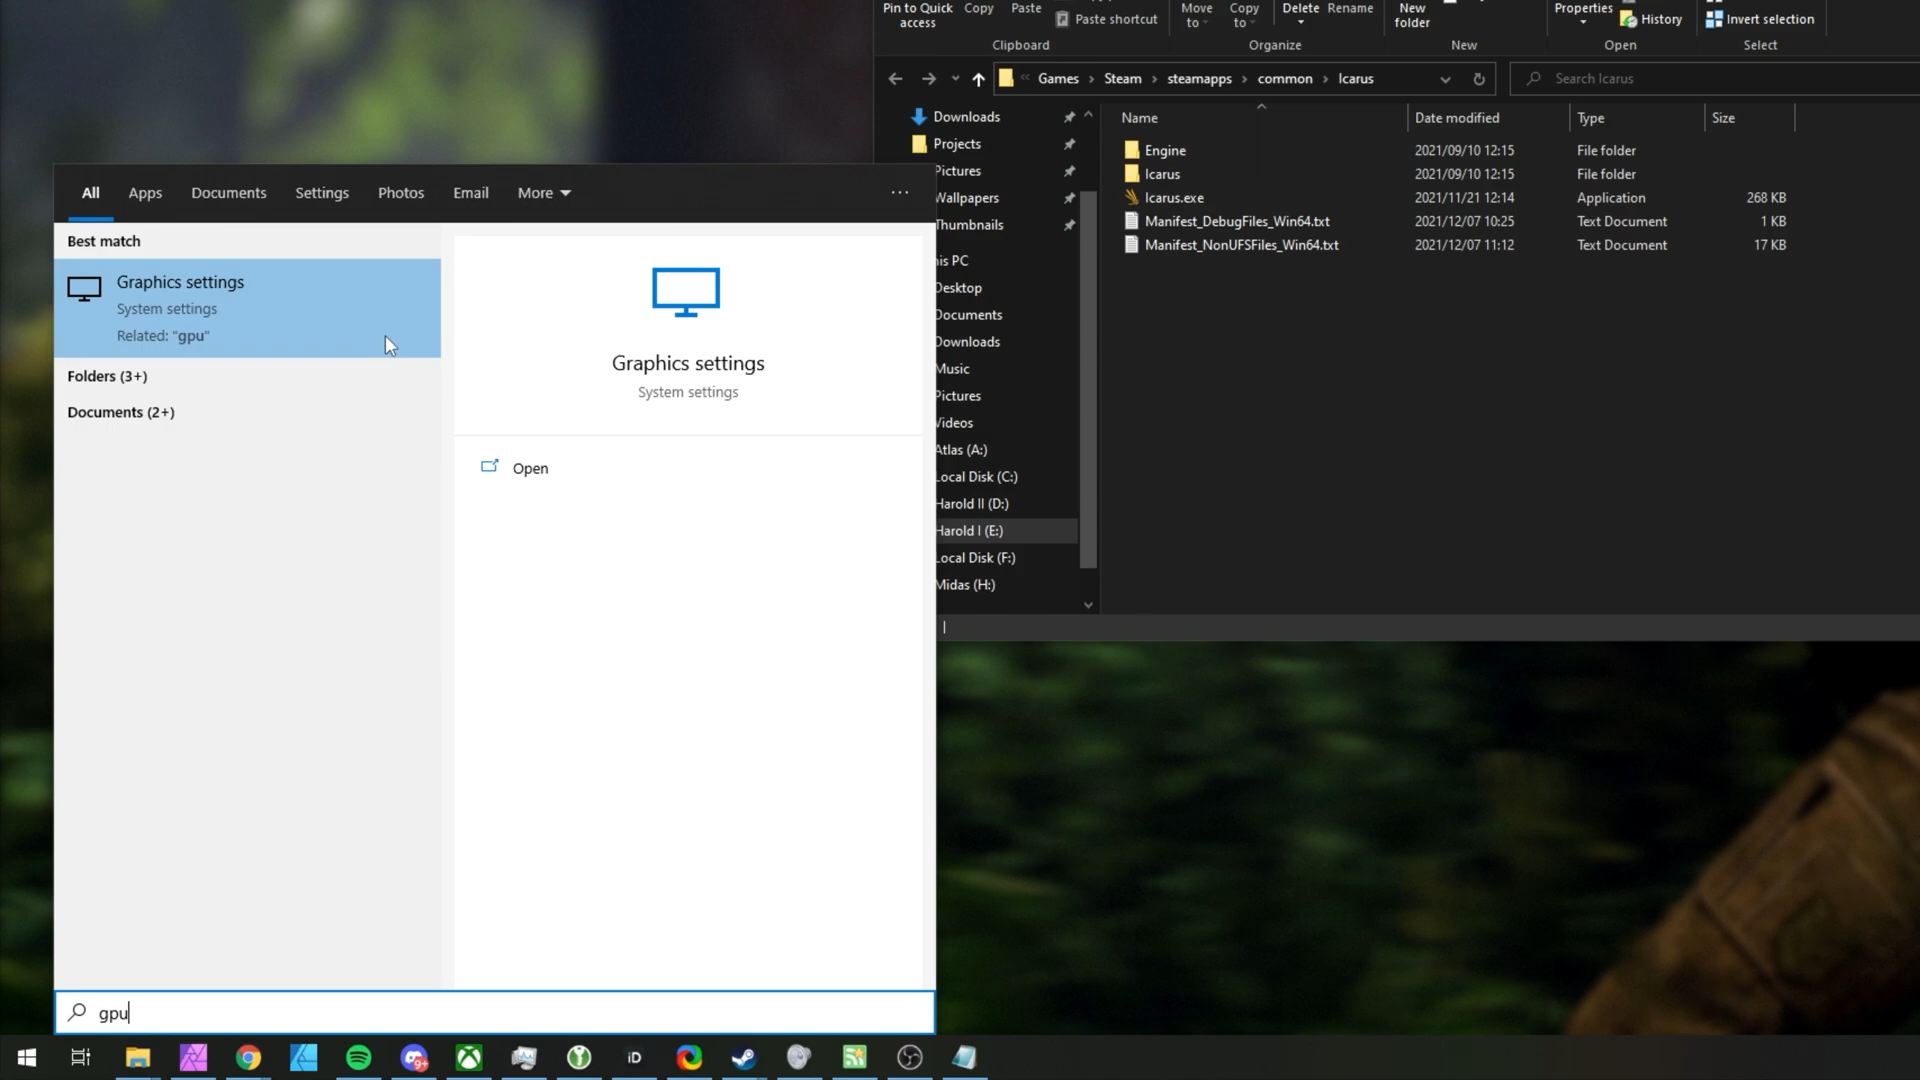 Pin to Quick
access
Copy
Paste
Paste shortcut
Clipboard
Move
to
Copy
to
Delete
Rename
Organize
New
folder
New
Properties
History
Open
Invert selection
Select
Games
Steam
steamapps
common
Icarus
Search Icarus
Name
Date modified
Type
Size
Engine 2021/09/10 12:15 File folder
Icarus 2021/09/10 12:15 File folder
Icarus.exe 2021/11/21 12:14 Application 268 KB
Manifest_DebugFiles_Win64.txt 2021/12/07 10:25 Text Document 1 KB
Manifest_NonUFSFiles_Win64.txt 2021/12/07 11:12 Text Document 17 KB
Downloads
Projects
Pictures
Wallpapers
Thumbnails
his PC
Desktop
Documents
Downloads
Music
Pictures
Videos
Atlas (A:)
Local Disk (C:)
Harold II (D:)
Harold I (E:)
Local Disk (F:)
Midas (H:)
All Apps Documents Settings Photos Email More
Best match
Graphics settings
System settings
Related: "gpu"
Folders (3+)
Documents (2+)
Graphics settings
System settings
Open
gpu
9+
iD